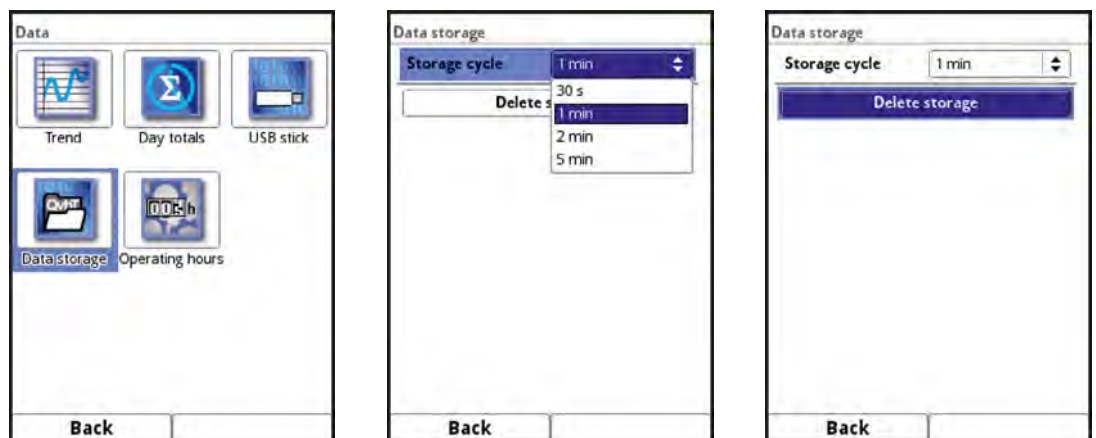 Data
Trend
Day totals
USB stick
Data storage
Operating hours
Back
Data storage
Storage cycle 1 min
30 s
Delete s
1 min
2 min
5 min
Back
Data storage
Storage cycle 1 min
Delete storage
Back